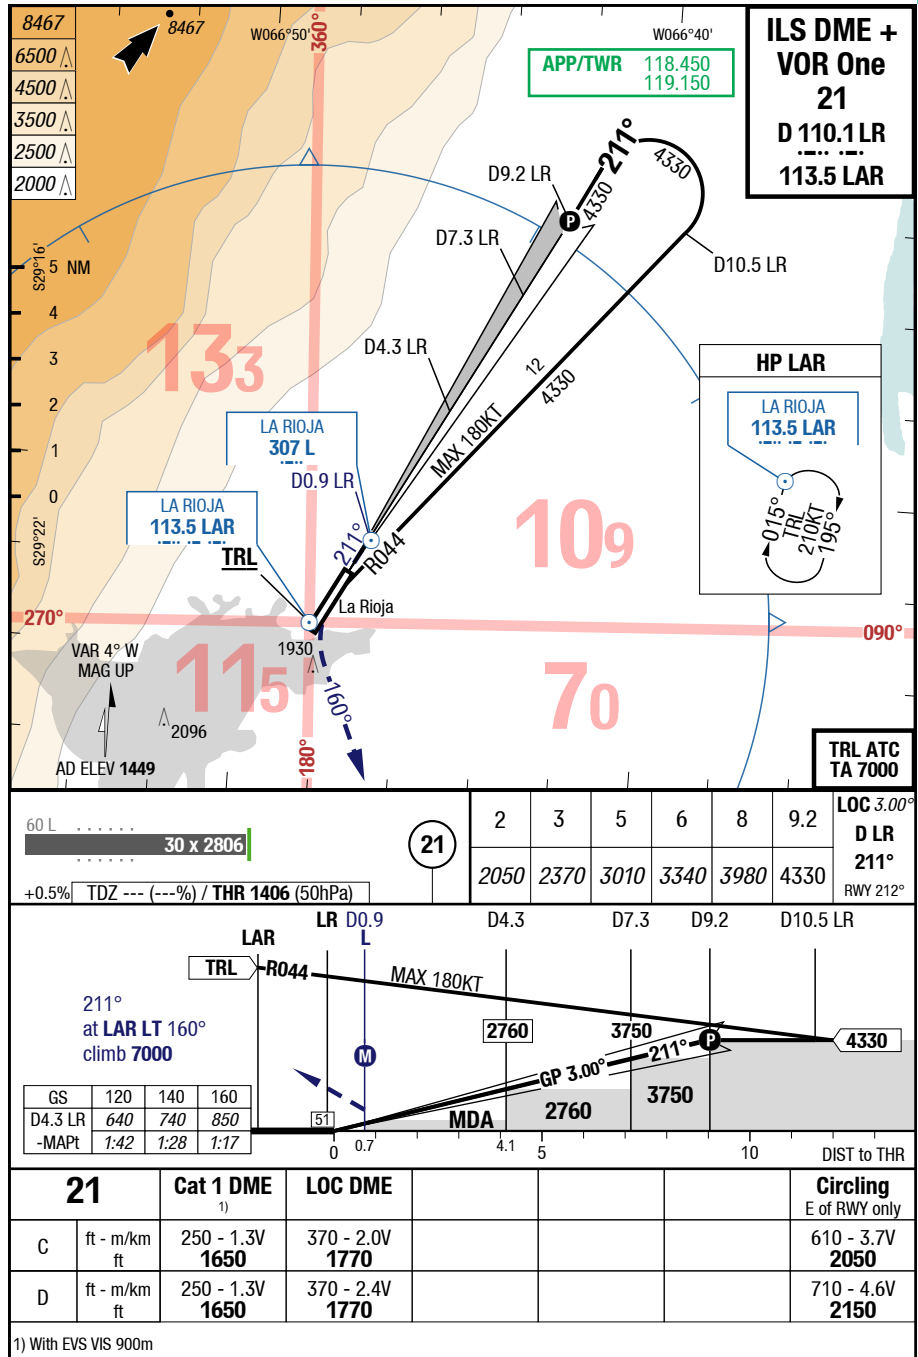 8467
6500
4500
3500
2500
2000
8467
W066°50'
360°
W066°40'
APP/TWR 118.450
119.150
ILS DME +
VOR One
21
D 110.1 LR
113.5 LAR
211°
4330
4330
D9.2 LR
D7.3 LR
D10.5 LR
D4.3 LR
S29°16'
5 NM
4
3
2
1
0
S29°22'
133
12
4330
MAX 180KT
HP LAR
LA RIOJA
113.5 LAR
015°
TRL
210KT
195°
LA RIOJA
307 L
D0.9 LR
LA RIOJA
113.5 LAR
109
211°
R044
TRL
La Rioja
270°
090°
VAR 4° W
MAG UP
1930
115
70
160°
2096
180°
AD ELEV 1449
TRL ATC
TA 7000
60 L
30 x 2806
21
+0.5% TDZ --- (---%) / THR 1406 (50hPa)
2 3 5 6 8 9.2
2050 2370 3010 3340 3980 4330
LOC 3.00°
D LR
211°
RWY 212°
LAR
LR D0.9
L
D4.3 D7.3 D9.2 D10.5 LR
TRL R044 MAX 180KT
211°
at LAR LT 160°
climb 7000
M
2760 3750
P
4330
GP 3.00° 211°
MDA 2760 3750
51
GS 120 140 160
D4.3 LR 640 740 850
-MAPt 1:42 1:28 1:17
0 0.7 4.1 5 10 DIST to THR
21 Cat 1 DME LOC DME Circling
1) E of RWY only
C ft - m/km 250 - 1.3V 370 - 2.0V 610 - 3.7V
ft 1650 1770 2050
D ft - m/km 250 - 1.3V 370 - 2.4V 710 - 4.6V
ft 1650 1770 2150
1) With EVS VIS 900m